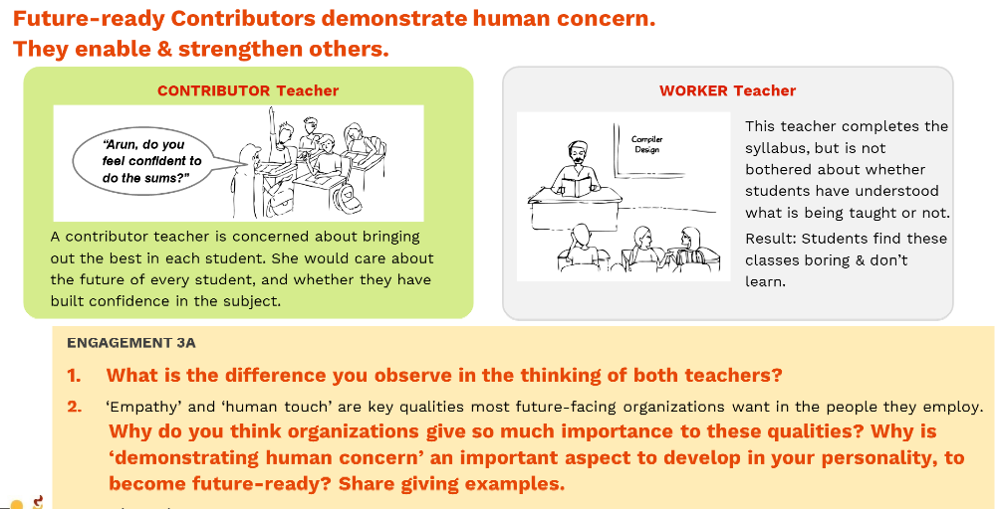 Future-ready Contributors demonstrate human concern.
They enable & strengthen others.
CONTRIBUTOR Teacher
“Arun, do you
feel confident to
do the sums?”
A contributor teacher is concerned about bringing
out the best in each student. She would care about
the future of every student, and whether they have
built confidence in the subject.
WORKER Teacher
Compiler
Design
This teacher completes the
syllabus, but is not
bothered about whether
students have understood
what is being taught or not.
Result: Students find these
classes boring & don’t
learn.
ENGAGEMENT 3A
1. What is the difference you observe in the thinking of both teachers?
2. ‘Empathy’ and ‘human touch’ are key qualities most future-facing organizations want in the people they employ.
Why do you think organizations give so much importance to these qualities? Why is
‘demonstrating human concern’ an important aspect to develop in your personality, to
become future-ready? Share giving examples.